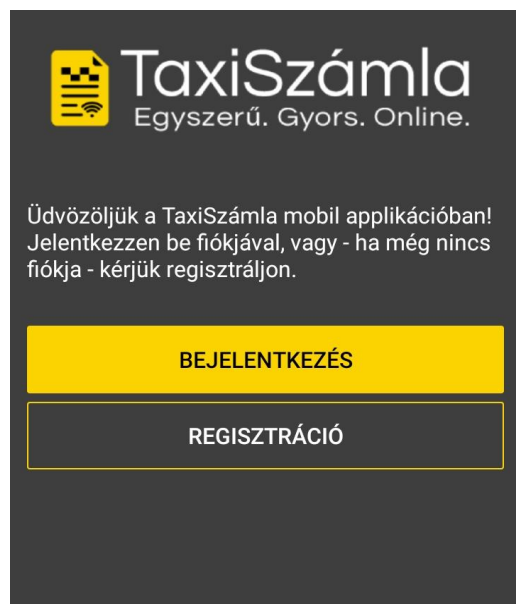 TaxiSzámla
Egyszerű. Gyors. Online.
Üdvözöljük a TaxiSzámla mobil applikációban!
Jelentkezzen be fiókjával, vagy - ha még nincs
fiókja - kérjük regisztráljon.
BEJELENTKEZÉS
REGISZTRÁCIÓ